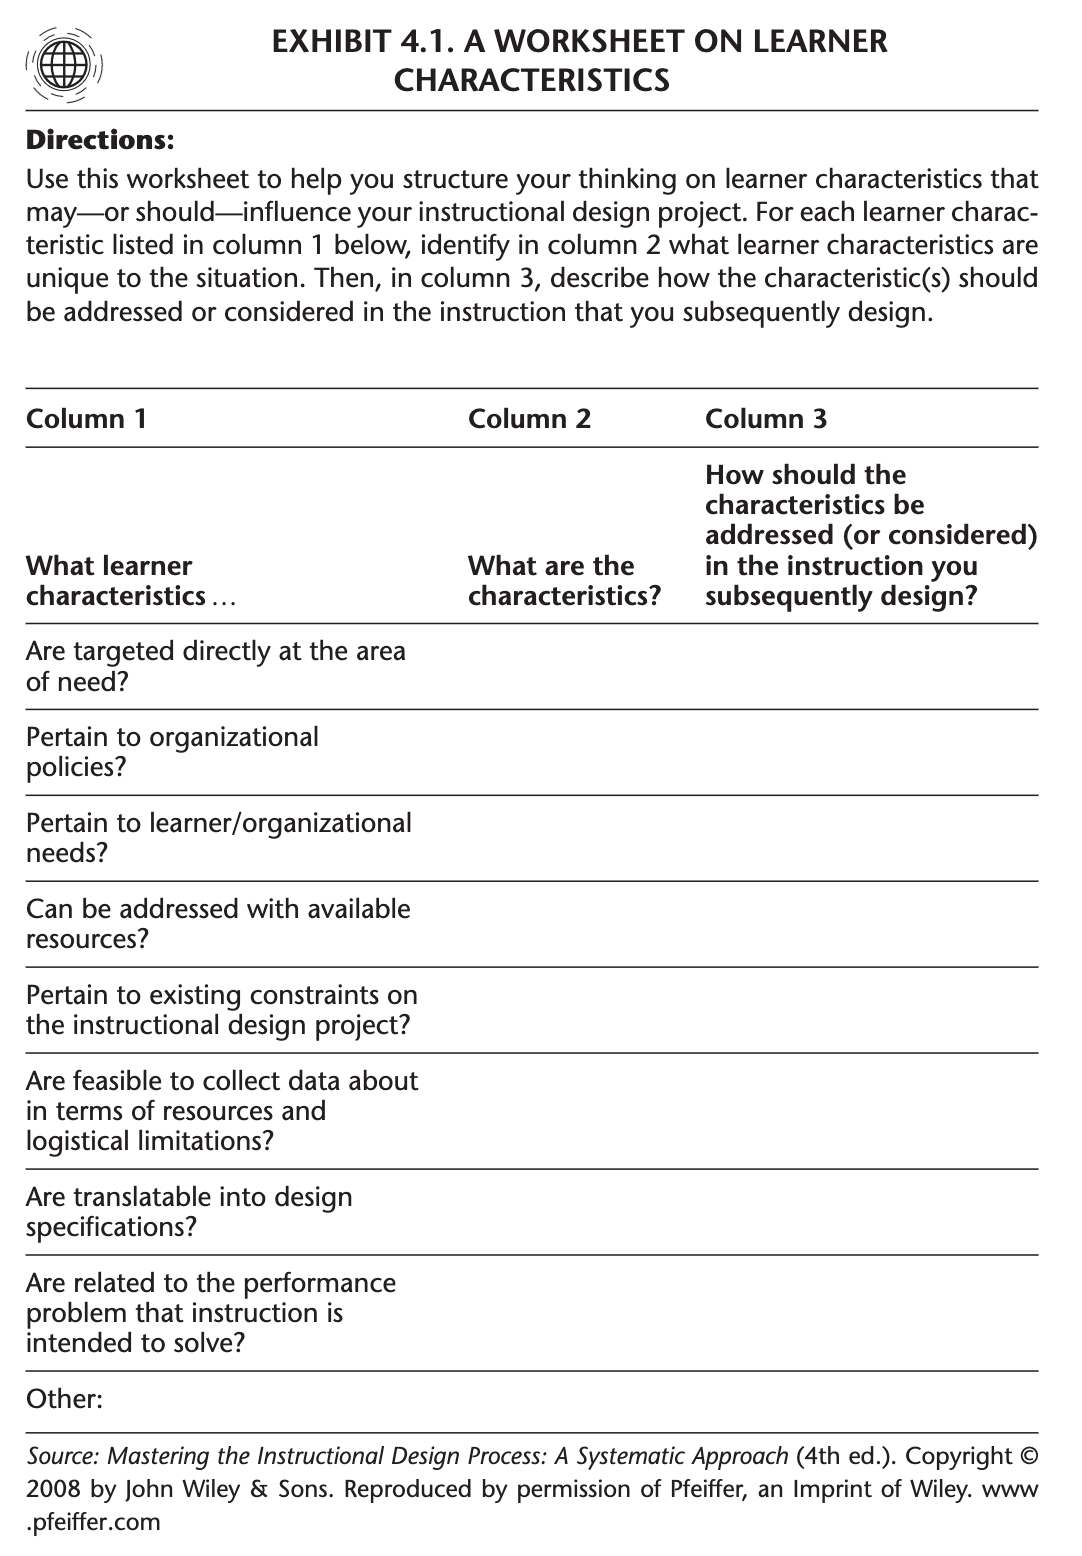 EXHIBIT 4.1. A WORKSHEET ON LEARNER
CHARACTERISTICS
Directions:
Use this worksheet to help you structure your thinking on learner characteristics that
may—or should—influence your instructional design project. For each learner charac-
teristic listed in column 1 below, identify in column 2 what learner characteristics are
unique to the situation. Then, in column 3, describe how the characteristic(s) should
be addressed or considered in the instruction that you subsequently design.
Column 1 Column 2 Column 3
What learner
characteristics …
What are the
characteristics?
How should the
characteristics be
addressed (or considered)
in the instruction you
subsequently design?
Are targeted directly at the area
of need?
Pertain to organizational
policies?
Pertain to learner/organizational
needs?
Can be addressed with available
resources?
Pertain to existing constraints on
the instructional design project?
Are feasible to collect data about
in terms of resources and
logistical limitations?
Are translatable into design
specifications?
Are related to the performance
problem that instruction is
intended to solve?
Other:
Source: Mastering the Instructional Design Process: A Systematic Approach (4th ed.). Copyright ©
2008 by John Wiley & Sons. Reproduced by permission of Pfeiffer, an Imprint of Wiley. www
.pfeiffer.com